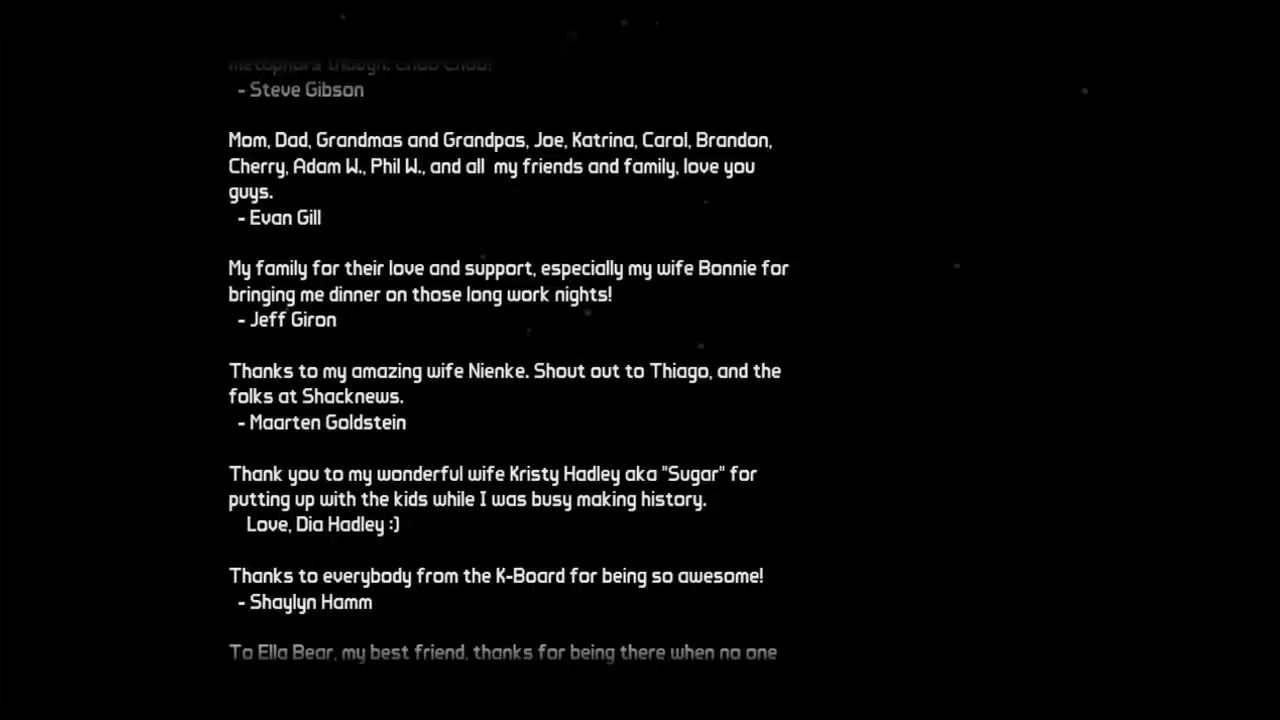 metaphors though. Choo Choo!
- Steve Gibson
Mom, Dad, Grandmas and Grandpas, Joe, Katrina, Carol, Brandon,
Cherry, Adam W., Phil W., and all my friends and family, love you
guys.
- Evan Gill
My family for their love and support, especially my wife Bonnie for
bringing me dinner on those long work nights!
- Jeff Giron
Thanks to my amazing wife Nienke. Shout out to Thiago, and the
folks at Shacknews.
- Maarten Goldstein
Thank you to my wonderful wife Kristy Hadley aka "Sugar" for
putting up with the kids while I was busy making history.
Love, Dia Hadley :)
Thanks to everybody from the K-Board for being so awesome!
- Shaylyn Hamm
To Ella Bear, my best friend, thanks for being there when no one